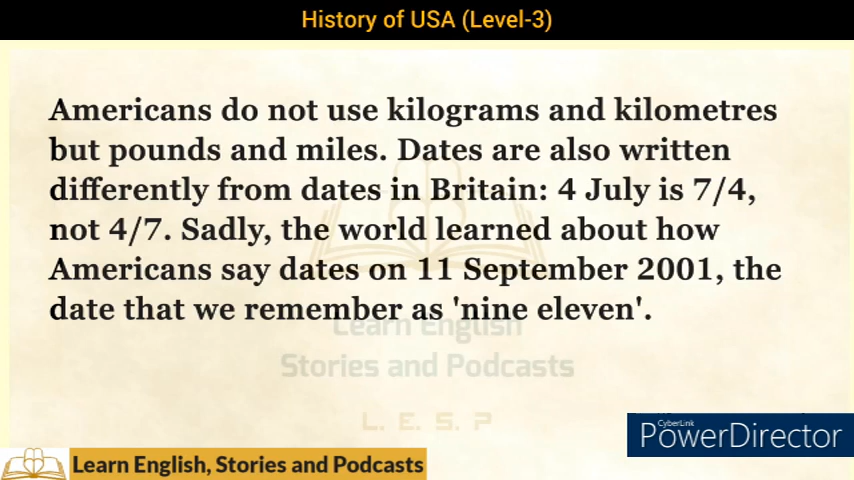 History of USA (Level-3)
Americans do not use kilograms and kilometres
but pounds and miles. Dates are also written
differently from dates in Britain: 4 July is 7/4,
not 4/7. Sadly, the world learned about how
Americans say dates on 11 September 2001, the
date that we remember as 'nine eleven'.
Learn English
Stories and Podcasts
L. E. S. P
CyberLink
PowerDirector
Learn English, Stories and Podcasts